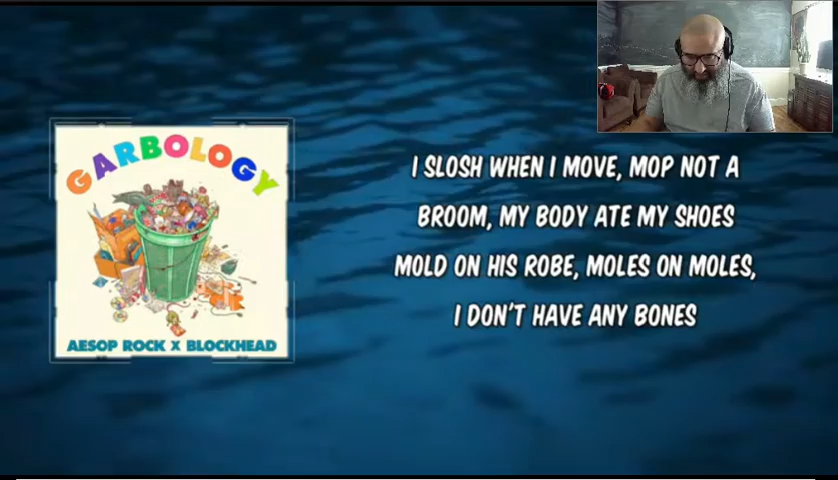 GARBOLOGY
AESOP ROCK X BLOCKHEAD
I SLOSH WHEN I MOVE, MOP NOT A
BROOM, MY BODY ATE MY SHOES
MOLD ON HIS ROBE, MOLES ON MOLES,
I DON'T HAVE ANY BONES